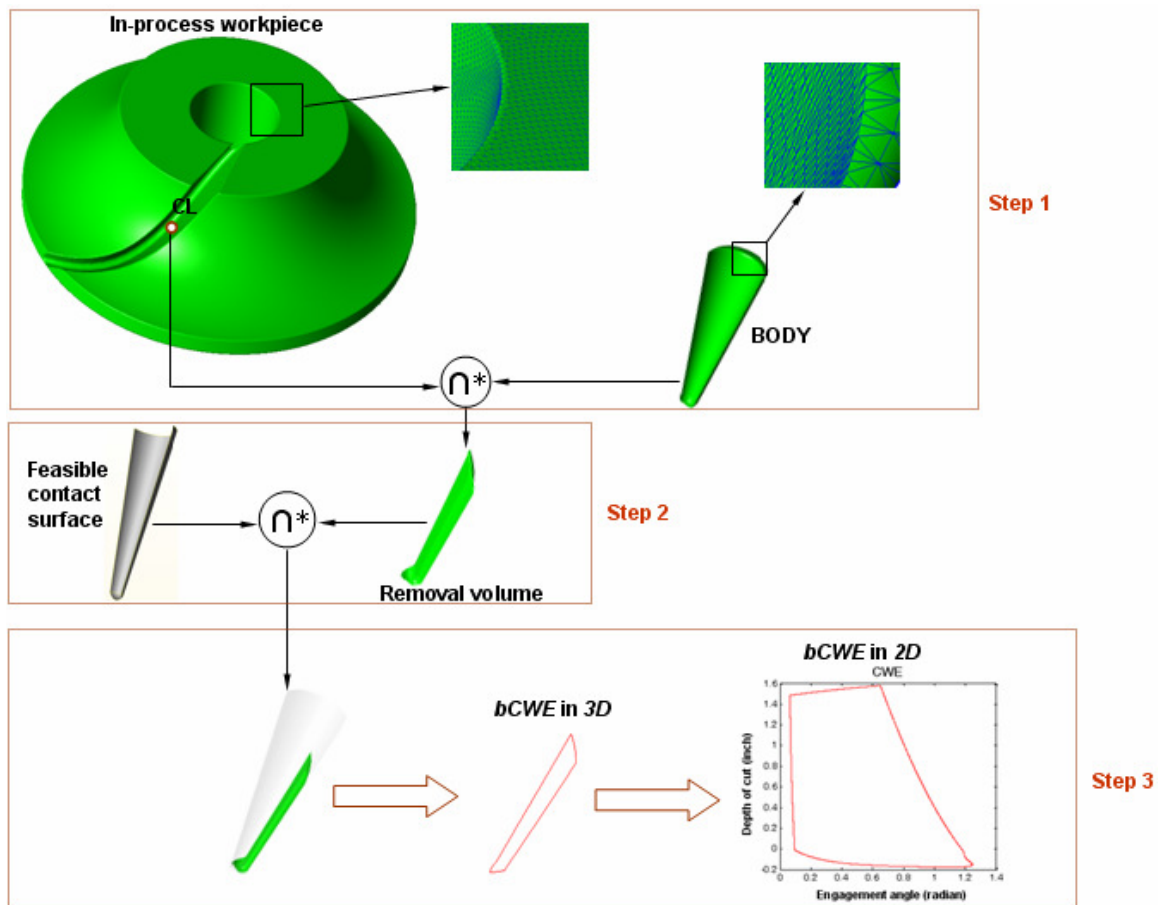 In-process workpiece
CL
BODY
∩*
Step 1
Feasible
contact
surface
∩*
Removal volume
Step 2
bCWE in 3D
bCWE in 2D
CWE
Depth of cut (inch)
1.6
1.4
1.2
1
0.8
0.6
0.4
0.2
0
-0.2
0 0.2 0.4 0.6 0.8 1 1.2 1.4
Engagement angle (radian)
Step 3